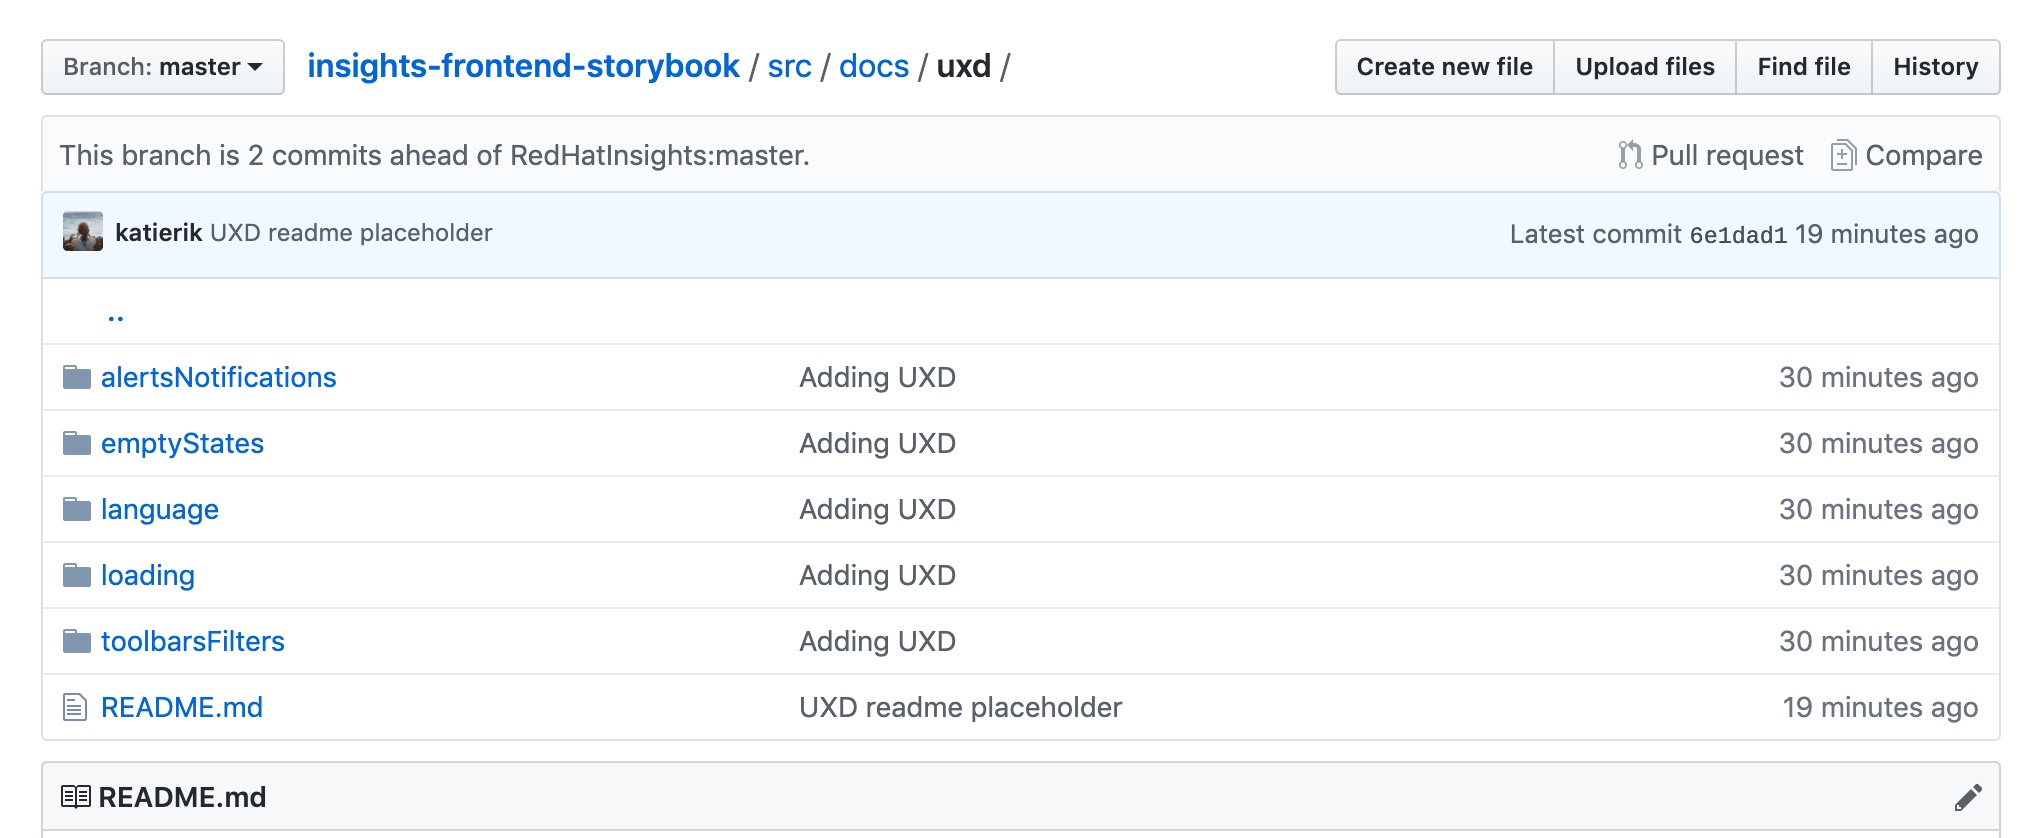 Branch: master insights-frontend-storybook / src / docs / uxd / Create new file Upload files Find file History
This branch is 2 commits ahead of RedHatInsights:master. Pull request Compare
katierik UXD readme placeholder Latest commit 6e1dad1 19 minutes ago
..
alertsNotifications Adding UXD 30 minutes ago
emptyStates Adding UXD 30 minutes ago
language Adding UXD 30 minutes ago
loading Adding UXD 30 minutes ago
toolbarsFilters Adding UXD 30 minutes ago
README.md UXD readme placeholder 19 minutes ago
README.md